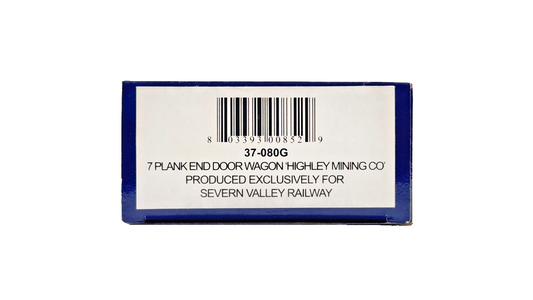 8 033930 00852 9
37-080G
7 PLANK END DOOR WAGON 'HIGHLEY MINING CO'
PRODUCED EXCLUSIVELY FOR
SEVERN VALLEY RAILWAY